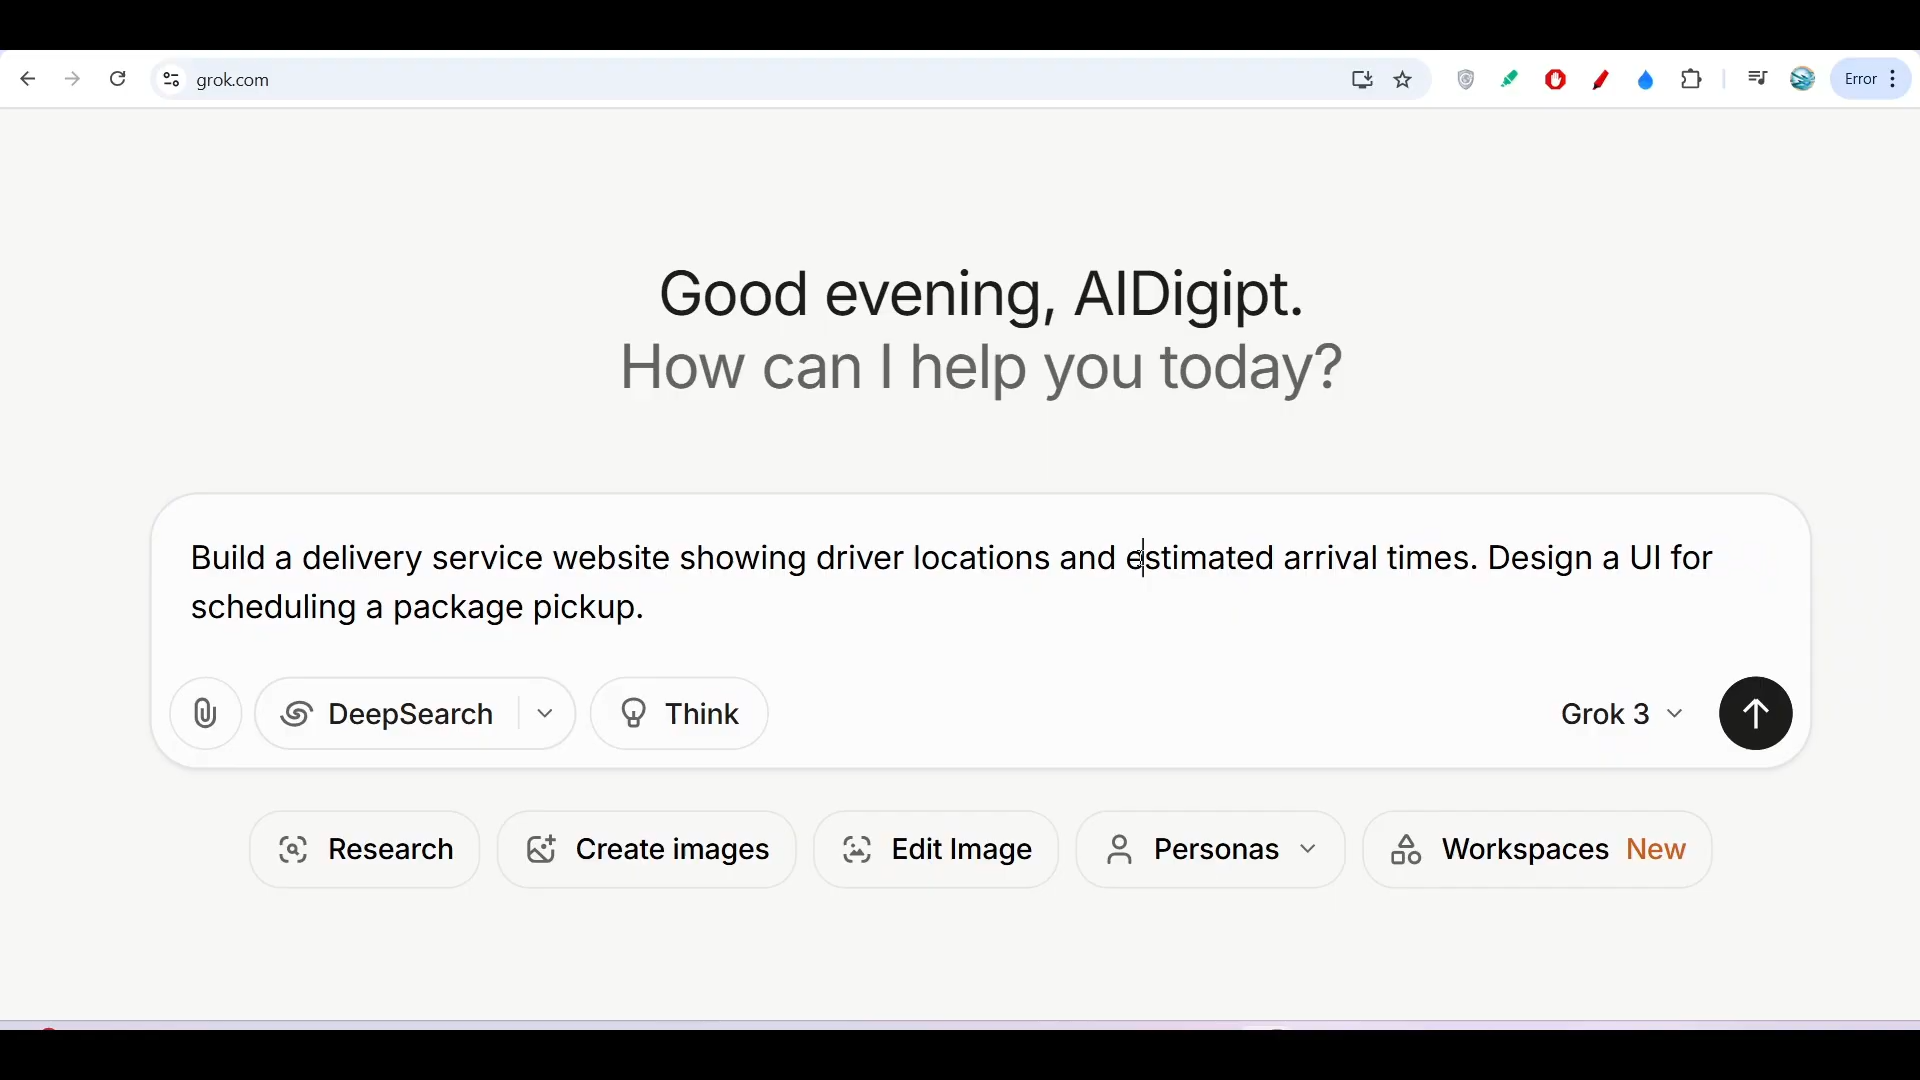 grok.com
Error
Good evening, AIDigipt.
How can I help you today?
Build a delivery service website showing driver locations and estimated arrival times. Design a UI for
scheduling a package pickup.
DeepSearch
Think
Grok 3
Research
Create images
Edit Image
Personas
Workspaces New